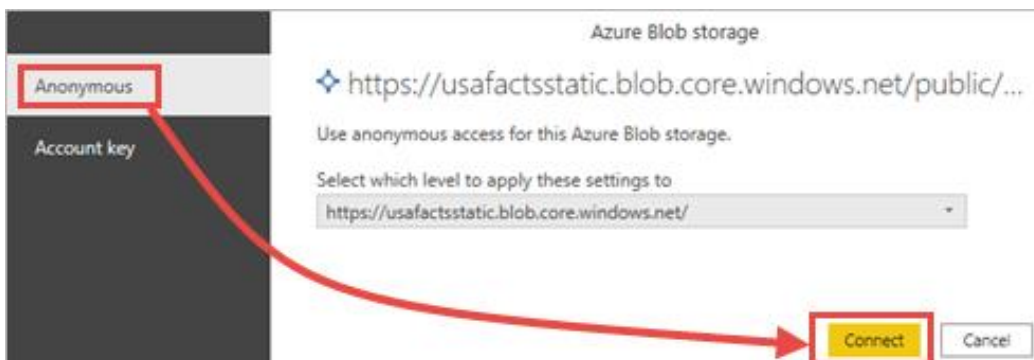 Azure Blob storage
Anonymous
Account key
https://usafactsstatic.blob.core.windows.net/public/...
Use anonymous access for this Azure Blob storage.
Select which level to apply these settings to
https://usafactsstatic.blob.core.windows.net/
Connect
Cancel